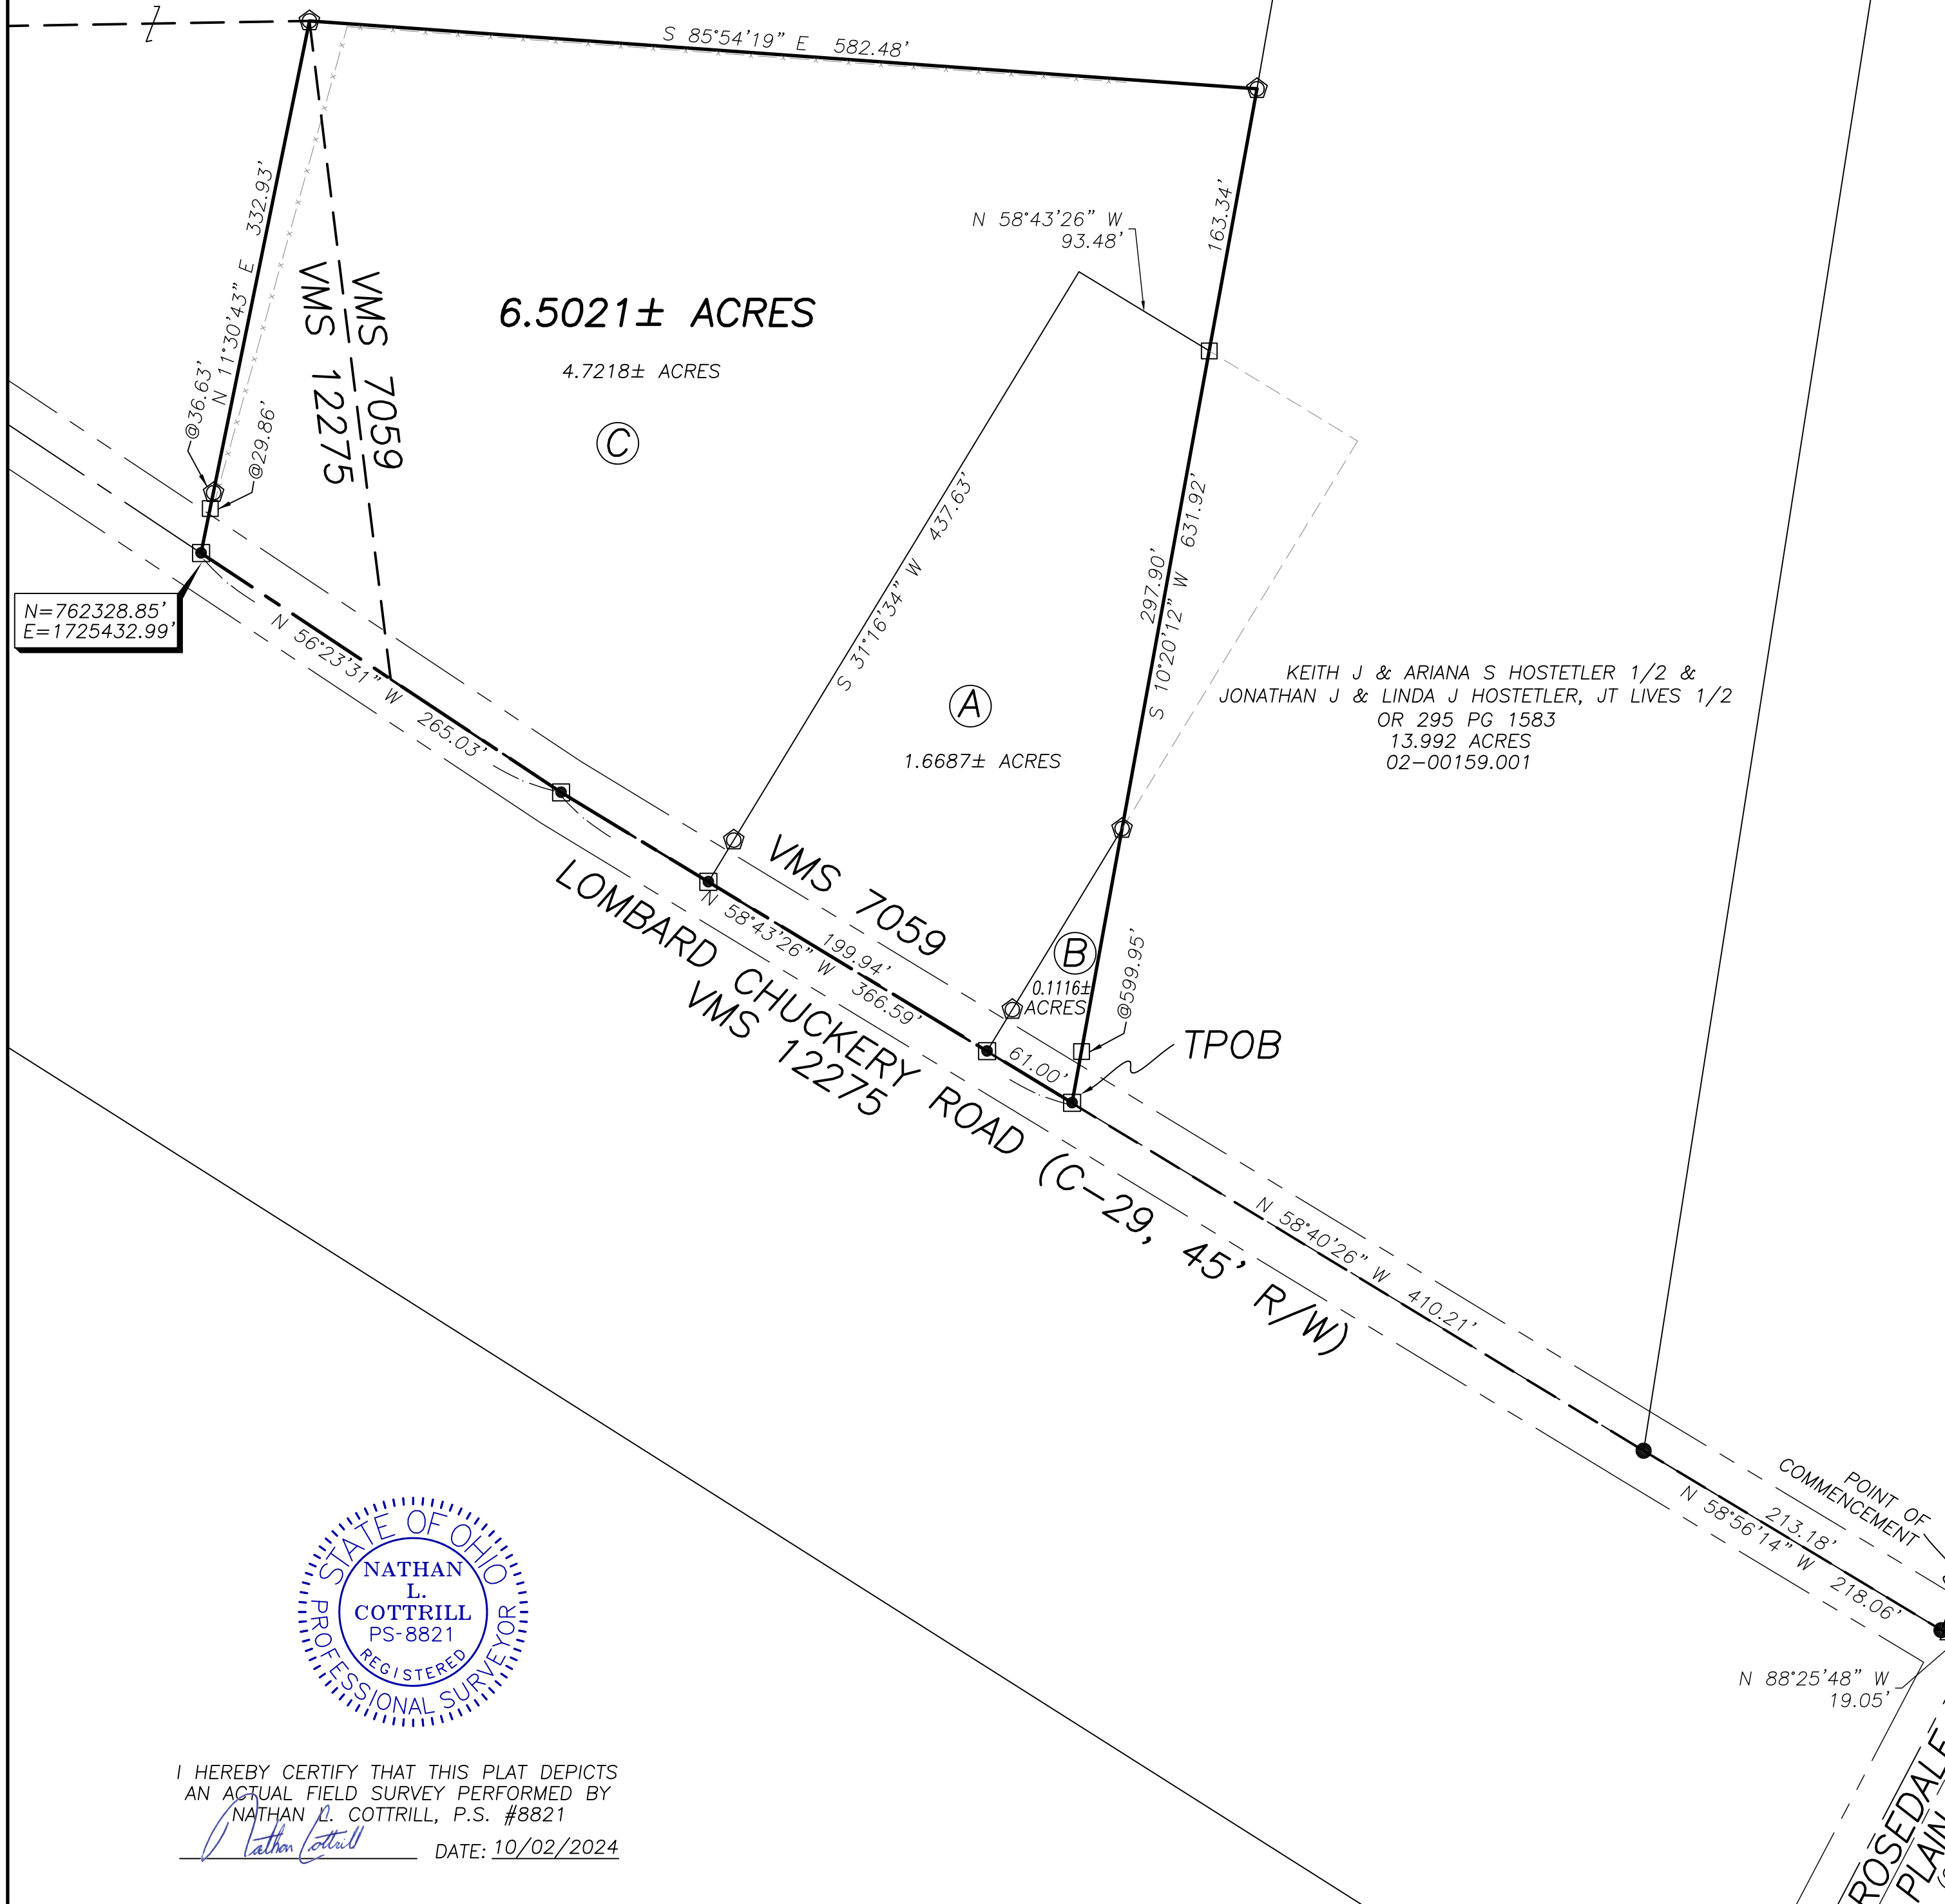 S 85°54'19" E 582.48'
N 11°30'43" E 332.93'
163.34'
N 58°43'26" W
93.48'
VMS 7059
VMS 12275
6.5021± ACRES
4.7218± ACRES
C
@36.63'
@29.86'
N=762328.85'
E=1725432.99'
N 56°23'31" W 265.03'
S 31°16'34" W 437.63'
297.90'
S 10°20'12" W 631.92'
A
1.6687± ACRES
KEITH J & ARIANA S HOSTETLER 1/2 &
JONATHAN J & LINDA J HOSTETLER, JT LIVES 1/2
OR 295 PG 1583
13.992 ACRES
02-00159.001
VMS 7059
N 58°43'26" W 366.59'
199.94'
LOMBARD CHUCKERY ROAD (C-29, 45' R/W)
VMS 12275
B
0.1116±
ACRES
@599.95'
61.00'
TPOB
N 58°40'26" W 410.21'
POINT OF
COMMENCEMENT
213.18'
N 58°56'14" W 218.06'
N 88°25'48" W
19.05'
ROSEDALE
PLAIN
STATE OF OHIO
NATHAN
L.
COTTRILL
PS-8821
REGISTERED
PROFESSIONAL SURVEYOR
I HEREBY CERTIFY THAT THIS PLAT DEPICTS
AN ACTUAL FIELD SURVEY PERFORMED BY
NATHAN L. COTTRILL, P.S. #8821
Nathan Cottrill
DATE: 10/02/2024